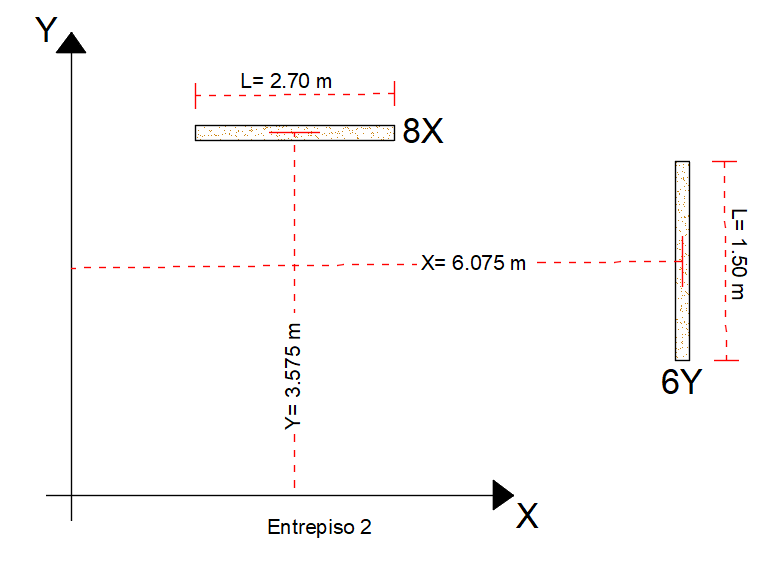 Y
L= 2.70 m
8X
L= 1.50 m
X= 6.075 m
Y= 3.575 m
6Y
X
Entrepiso 2